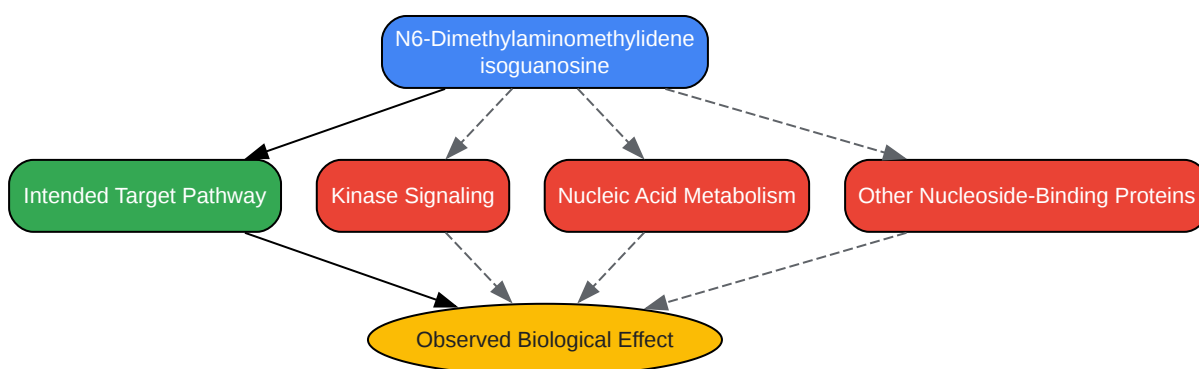 N6-Dimethylaminomethylidene
isoguanosine
Intended Target Pathway
Kinase Signaling
Nucleic Acid Metabolism
Other Nucleoside-Binding Proteins
Observed Biological Effect